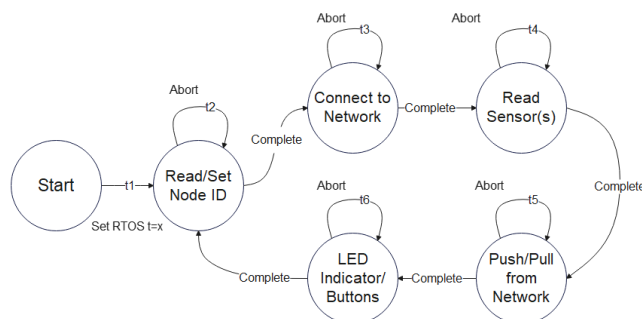 Abort
t3
Connect to
Network
Abort
t4
Read
Sensor(s)
Abort
t2
Read/Set
Node ID
Complete
Complete
Complete
Start
t1
Set RTOS t=x
Abort
t6
LED
Indicator/
Buttons
Abort
t5
Push/Pull
from
Network
Complete
Complete